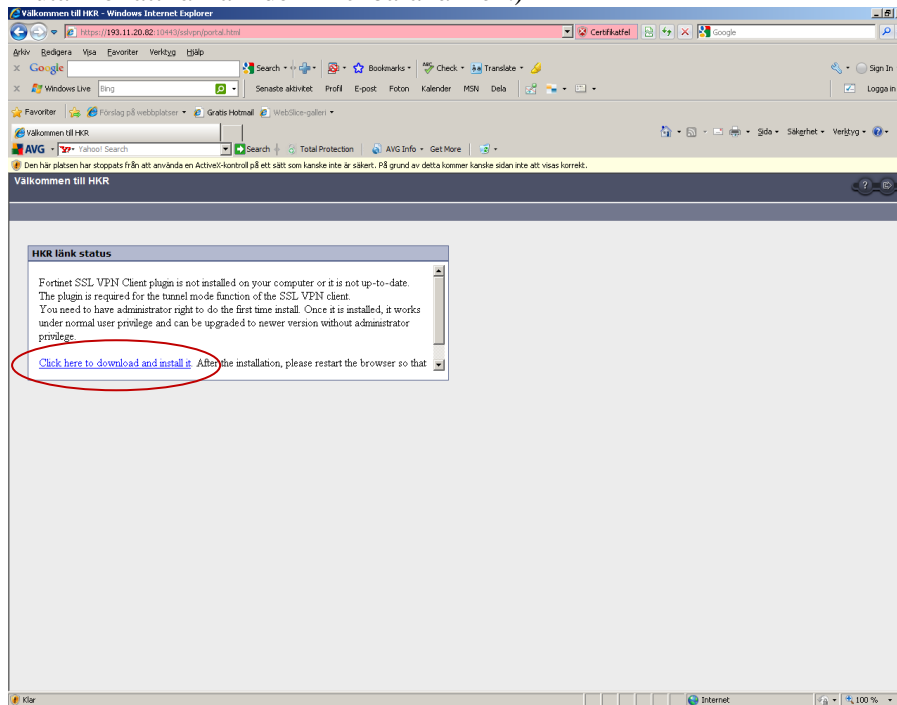 Välkommen till HKR - Windows Internet Explorer
https://193.11.20.82:10443/sslvpn/portal.html
Certifikatfel
Google
Arkiv Redigera Visa Favoriter Verktyg Hjälp
x Google Search Bookmarks Check Translate Sign In
x Windows Live Bing Senaste aktivitet Profil E-post Foton Kalender MSN Dela Logga in
Favoriter Förslag på webbplatser Gratis Hotmail WebSlice-galleri
Välkommen till HKR
Sida Säkerhet Verktyg
AVG Yahoo! Search Search Total Protection AVG Info Get More
Den här platsen har stoppats från att använda en ActiveX-kontroll på ett sätt som kanske inte är säkert. På grund av detta kommer kanske sidan inte att visas korrekt.
Välkommen till HKR
HKR länk status
Fortinet SSL VPN Client plugin is not installed on your computer or it is not up-to-date.
The plugin is required for the tunnel mode function of the SSL VPN client.
You need to have administrator right to do the first time install. Once it is installed, it works
under normal user privilege and can be upgraded to newer version without administrator
privilege.
Click here to download and install it. After the installation, please restart the browser so that
Klar
Internet
100 %